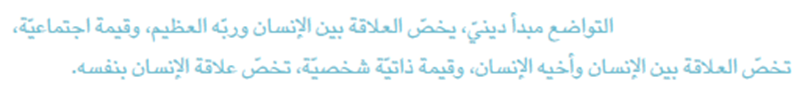 التواضع مبدأ دينيّ، يخصّ العلاقة بين الإنسان وربّه العظيم، وقيمة اجتماعيّة،
تخصّ العلاقة بين الإنسان وأخيه الإنسان، وقيمة ذاتيّة شخصيّة، تخصّ علاقة الإنسان بنفسه.